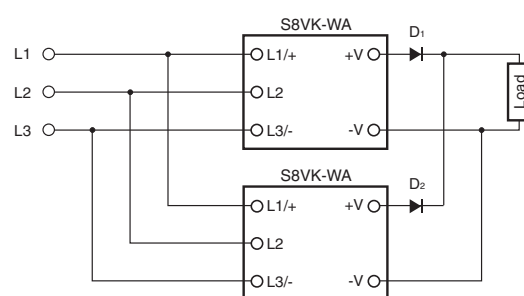 S8VK-WA
D1
L1
L1/+
+V
L2
L2
Load
L3
L3/-
-V
S8VK-WA
D2
L1/+
+V
L2
L3/-
-V